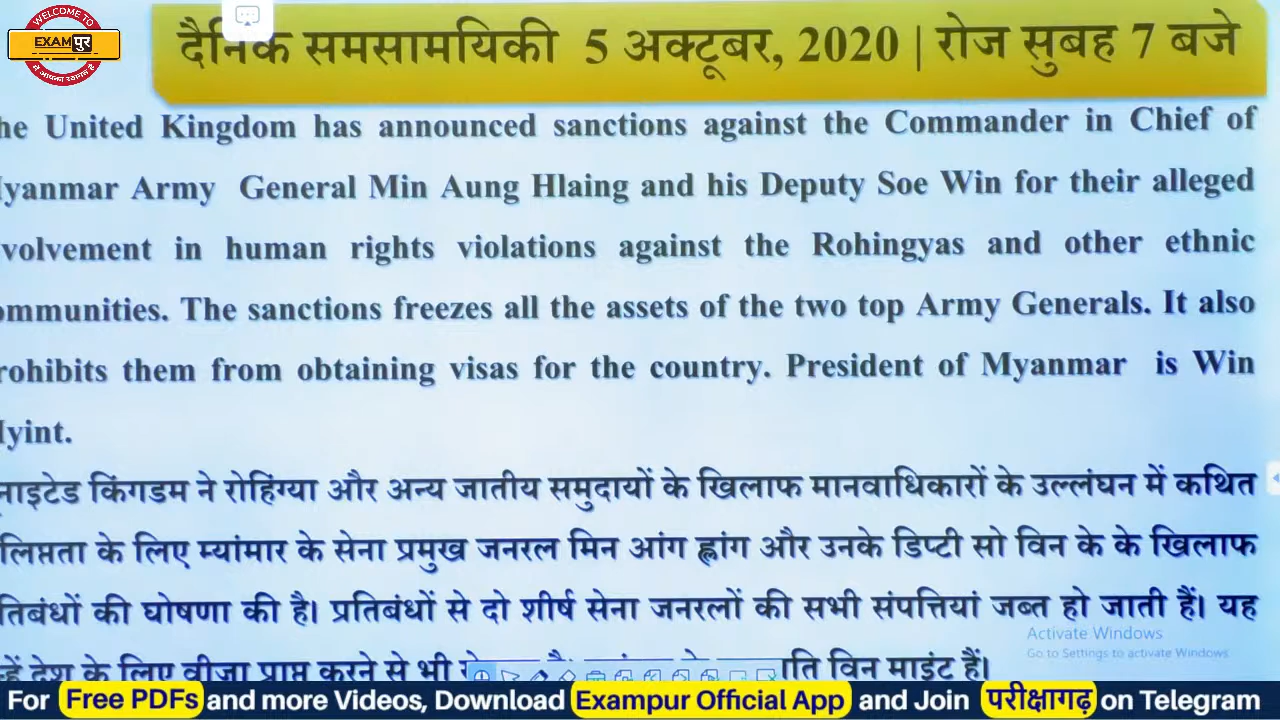 WELCOME TO
EXAMपुर
दैनिक समसामयिकी 5 अक्टूबर, 2020 | रोज सुबह 7 बजे
he United Kingdom has announced sanctions against the Commander in Chief of
yanmar Army General Min Aung Hlaing and his Deputy Soe Win for their alleged
volvement in human rights violations against the Rohingyas and other ethnic
ommunities. The sanctions freezes all the assets of the two top Army Generals. It also
rohibits them from obtaining visas for the country. President of Myanmar is Win
yint.
नाइटेड किंगडम ने रोहिंग्या और अन्य जातीय समुदायों के खिलाफ मानवाधिकारों के उल्लंघन में कथित
लिप्तता के लिए म्यांमार के सेना प्रमुख जनरल मिन आंग ह्लांग और उनके डिप्टी सो विन के के खिलाफ
तिबंधों की घोषणा की है। प्रतिबंधों से दो शीर्ष सेना जनरलों की सभी संपत्तियां जब्त हो जाती हैं। यह
Activate Windows
Go to Settings to activate Windows
हें देश के लिए वीजा प्राप्त करने से भी ति विन माइंट हैं।
For Free PDFs and more Videos, Download Exampur Official App and Join परीक्षागढ़ on Telegram